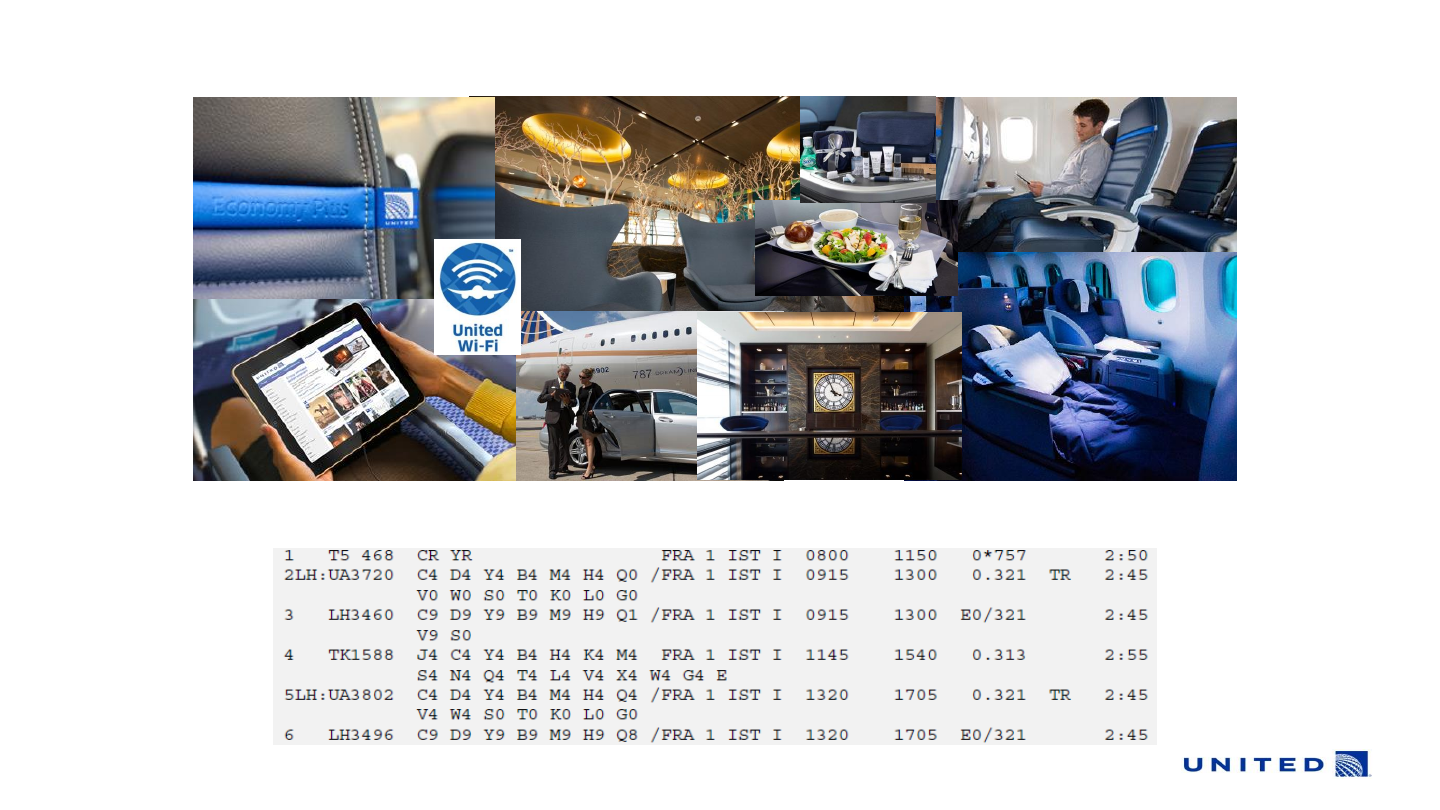 Economy Plus
UNITED
United
Wi-Fi
787 DREAMLINER
1 T5 468 CR YR FRA 1 IST I 0800 1150 0*757 2:50
2LH:UA3720 C4 D4 Y4 B4 M4 H4 Q0 /FRA 1 IST I 0915 1300 0.321 TR 2:45
V0 W0 S0 T0 K0 L0 G0
3 LH3460 C9 D9 Y9 B9 M9 H9 Q1 /FRA 1 IST I 0915 1300 E0/321 2:45
V9 S0
4 TK1588 J4 C4 Y4 B4 H4 K4 M4 FRA 1 IST I 1145 1540 0.313 2:55
S4 N4 Q4 T4 L4 V4 X4 W4 G4 E
5LH:UA3802 C4 D4 Y4 B4 M4 H4 Q4 /FRA 1 IST I 1320 1705 0.321 TR 2:45
V4 W4 S0 T0 K0 L0 G0
6 LH3496 C9 D9 Y9 B9 M9 H9 Q8 /FRA 1 IST I 1320 1705 E0/321 2:45
UNITED